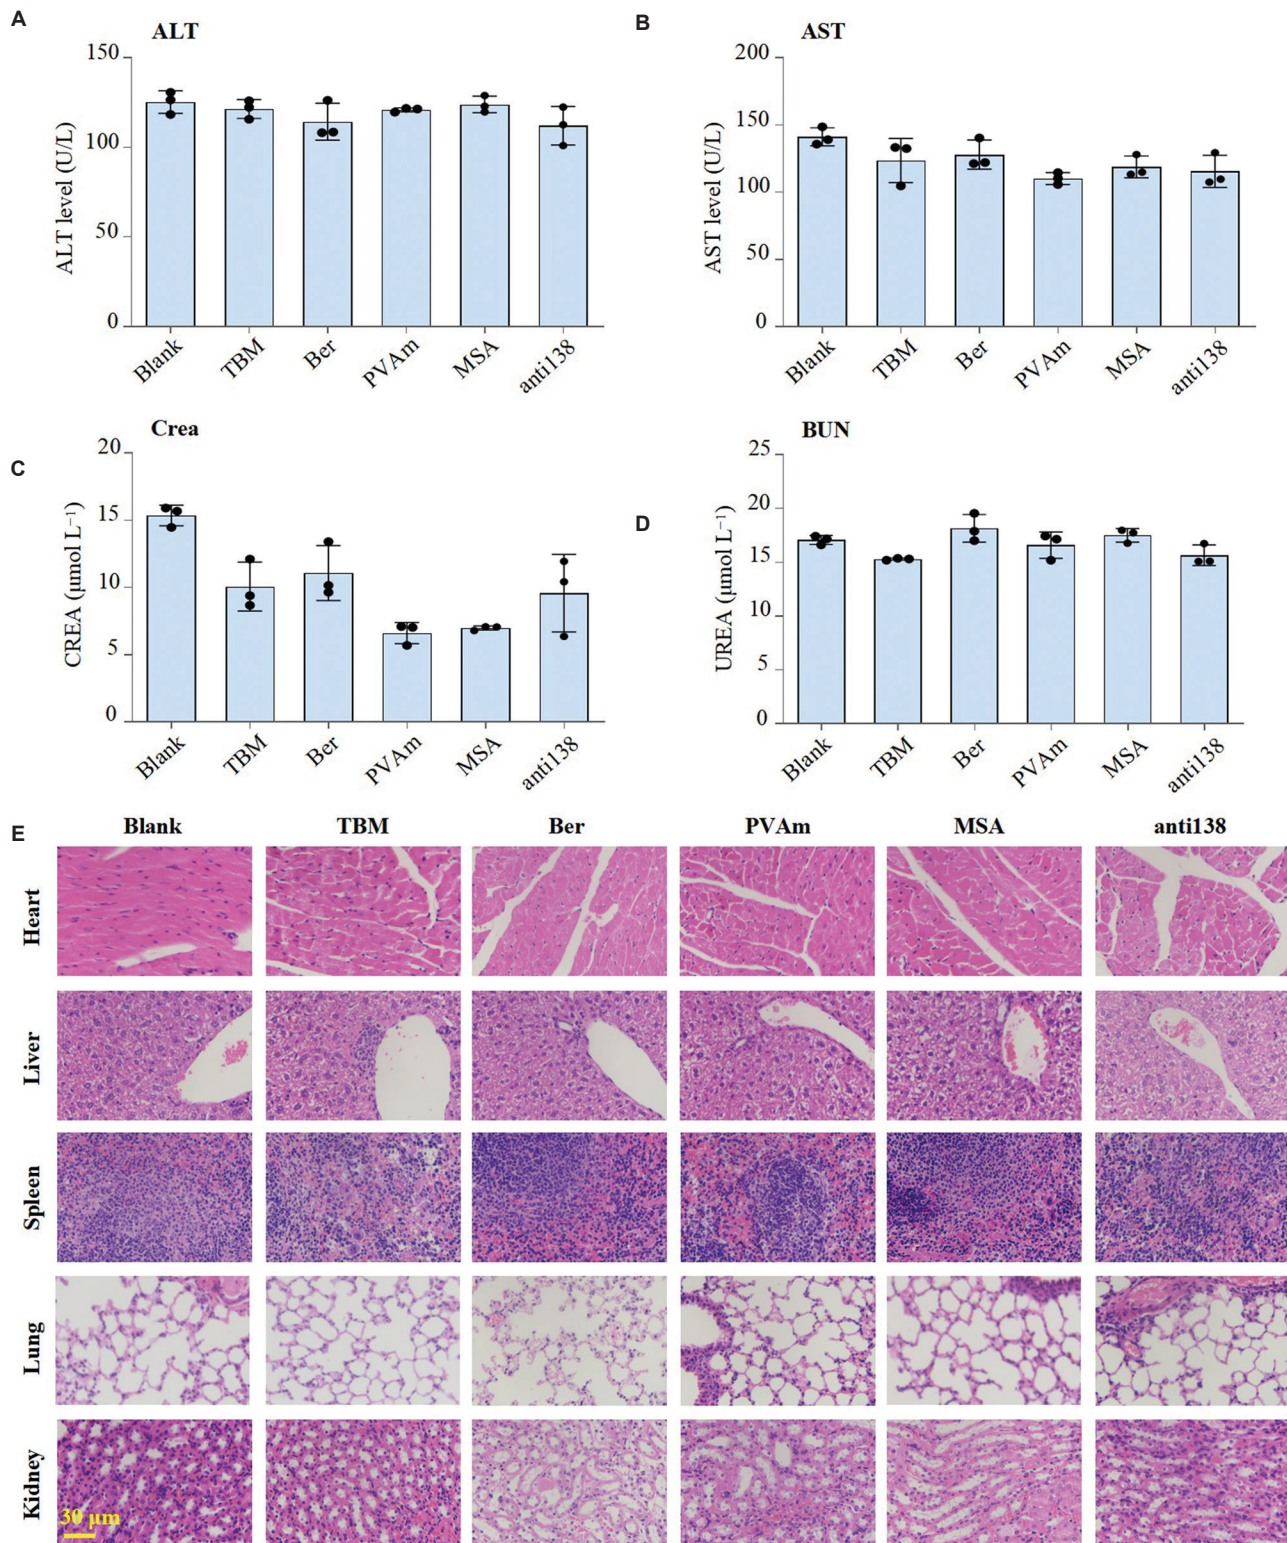 A
ALT
ALT level (U/L)
150
100
50
0
Blank
TBM
Ber
PVAm
MSA
anti138
B
AST
AST level (U/L)
200
150
100
50
0
Blank
TBM
Ber
PVAm
MSA
anti138
C
Crea
CREA (μmol L⁻¹)
20
15
10
5
0
Blank
TBM
Ber
PVAm
MSA
anti138
D
BUN
UREA (μmol L⁻¹)
25
20
15
10
5
0
Blank
TBM
Ber
PVAm
MSA
anti138
E
Blank TBM Ber PVAm MSA anti138
Heart
Liver
Spleen
Lung
Kidney
30 μm